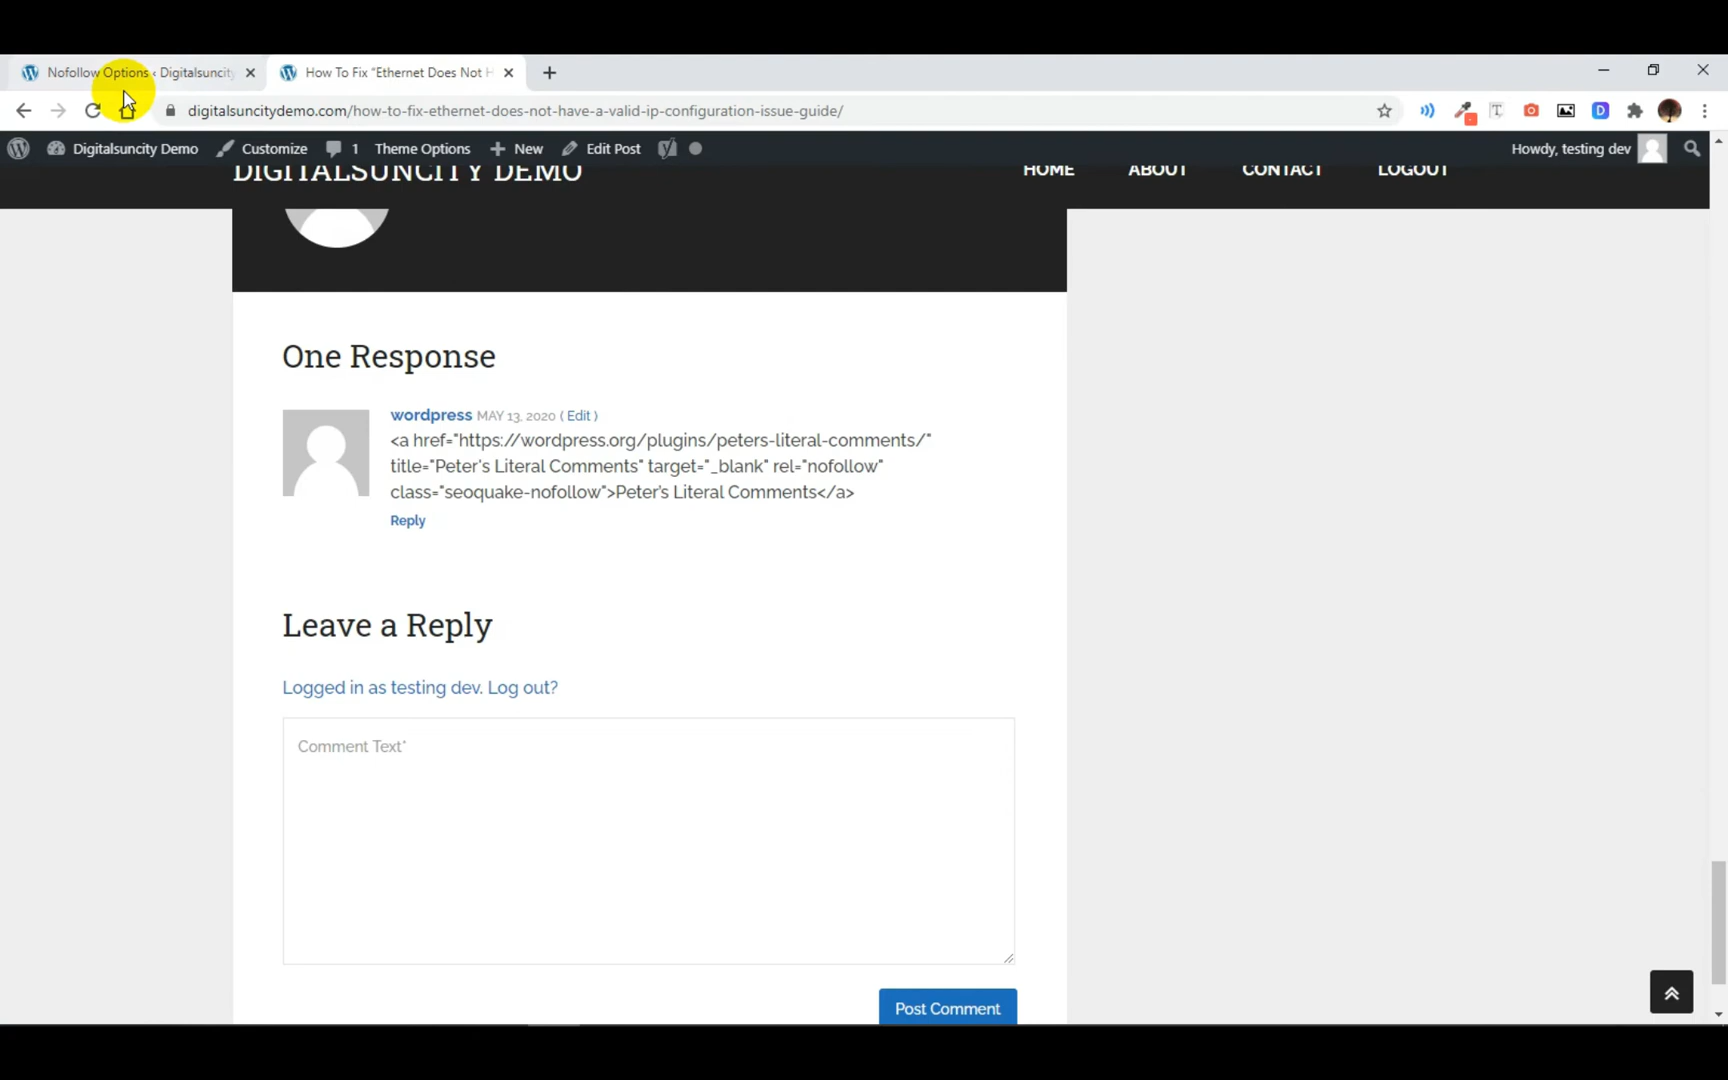 Nofollow Options ‹ Digitalsuncity
How To Fix “Ethernet Does Not H
digitalsuncitydemo.com/how-to-fix-ethernet-does-not-have-a-valid-ip-configuration-issue-guide/
Digitalsuncity Demo Customize 1 Theme Options New Edit Post Howdy, testing dev
DIGITALSUNCITY DEMO HOME ABOUT CONTACT LOGOUT
One Response
wordpress MAY 13, 2020 ( Edit )
<a href="https://wordpress.org/plugins/peters-literal-comments/"
title="Peter's Literal Comments" target="_blank" rel="nofollow"
class="seoquake-nofollow">Peter's Literal Comments</a>
Reply
Leave a Reply
Logged in as testing dev. Log out?
Comment Text*
Post Comment